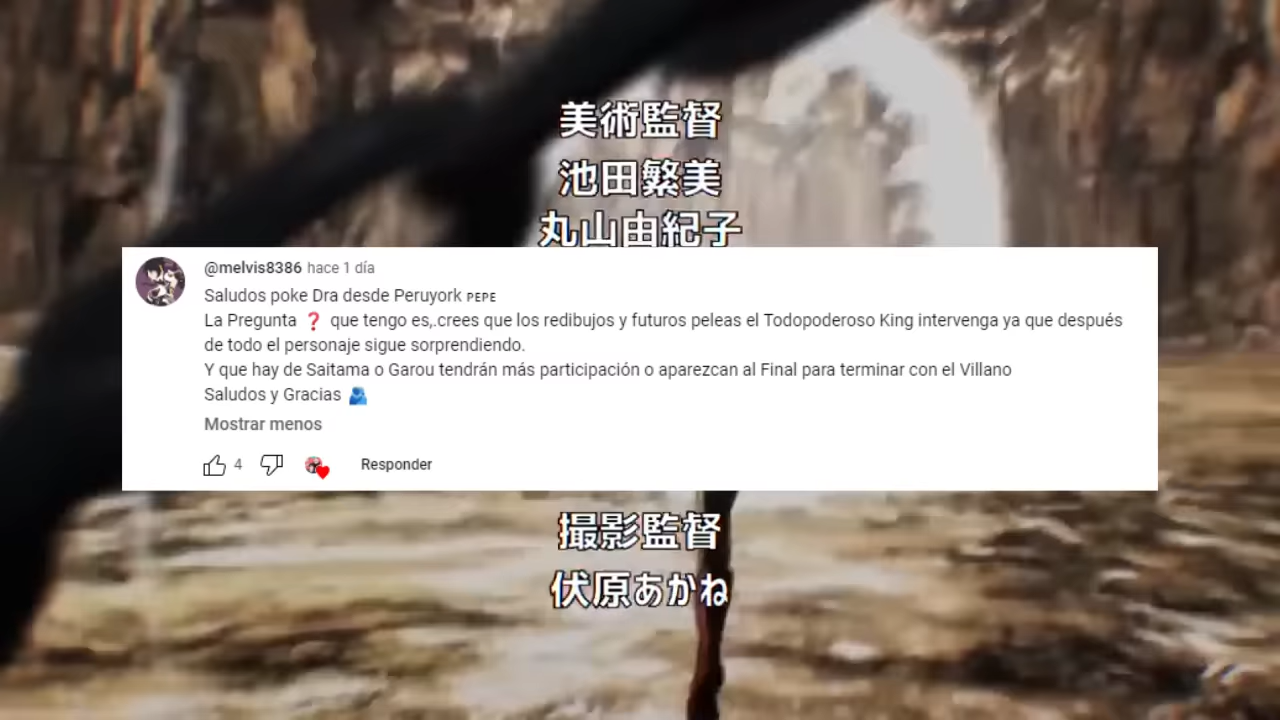 美術監督
池田繁美
丸山由紀子
@melvis8386 hace 1 día
Saludos poke Dra desde Peruyork ᴘᴇᴘᴇ
La Pregunta ❓ que tengo es,.crees que los redibujos y futuros peleas el Todopoderoso King intervenga ya que después
de todo el personaje sigue sorprendiendo.
Y que hay de Saitama o Garou tendrán más participación o aparezcan al Final para terminar con el Villano
Saludos y Gracias 🫂
Mostrar menos
4 Responder
撮影監督
伏原あかね